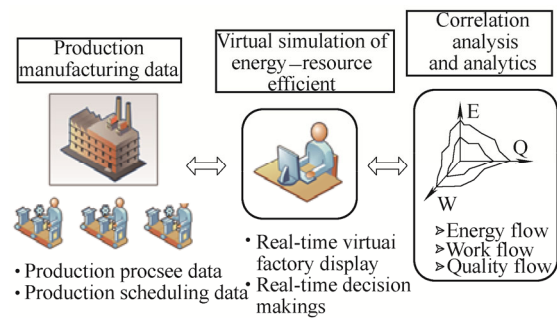 Production
manufacturing data
Virtual simulation of
energy–resource
efficient
Correlation
analysis
and analytics
E
Q
W
• Production procsee data
• Production scheduling data
• Real-time virtuai
factory display
• Real-time decision
makings
➢Energy flow
➢Work flow
➢Quality flow